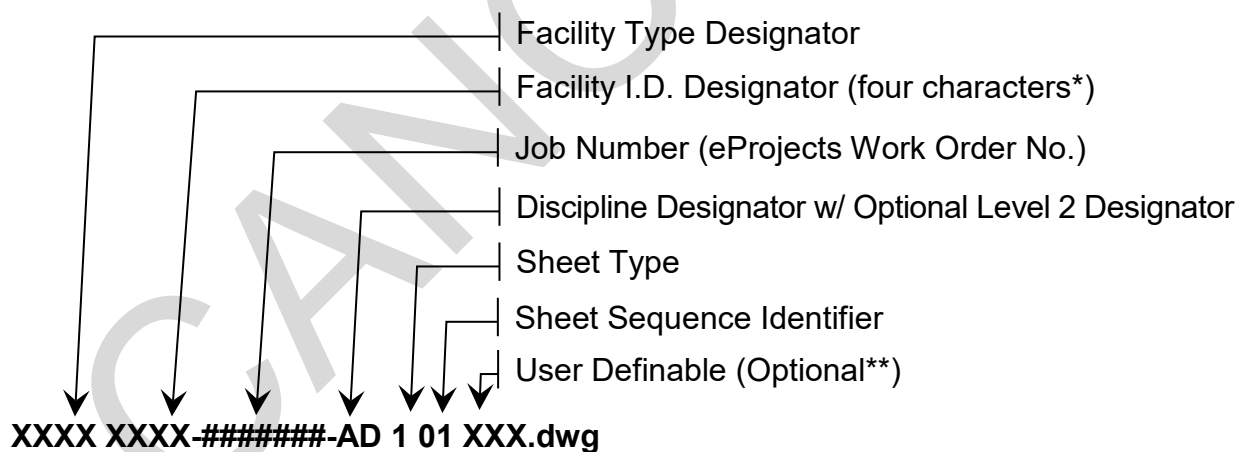 Facility Type Designator
Facility I.D. Designator (four characters*)
Job Number (eProjects Work Order No.)
Discipline Designator w/ Optional Level 2 Designator
Sheet Type
Sheet Sequence Identifier
User Definable (Optional**)
XXXX XXXX-#######-AD 1 01 XXX.dwg
CANC